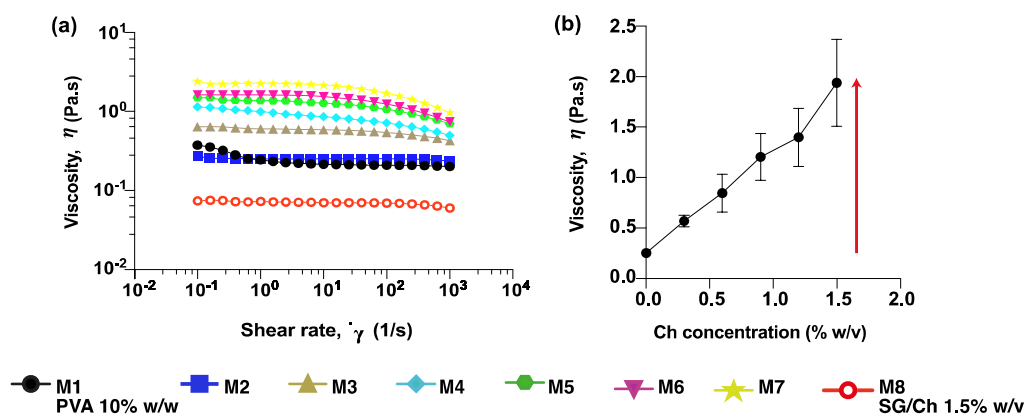 (a)
Viscosity, η (Pa.s)
10¹
10⁰
10⁻¹
10⁻²
10⁻² 10⁻¹ 10⁰ 10¹ 10² 10³ 10⁴
Shear rate, ˙γ (1/s)
(b)
Viscosity, η (Pa.s)
2.5
2.0
1.5
1.0
0.5
0.0
0.0 0.5 1.0 1.5 2.0
Ch concentration (% w/v)
M1 M2 M3 M4 M5 M6 M7 M8
PVA 10% w/w SG/Ch 1.5% w/v